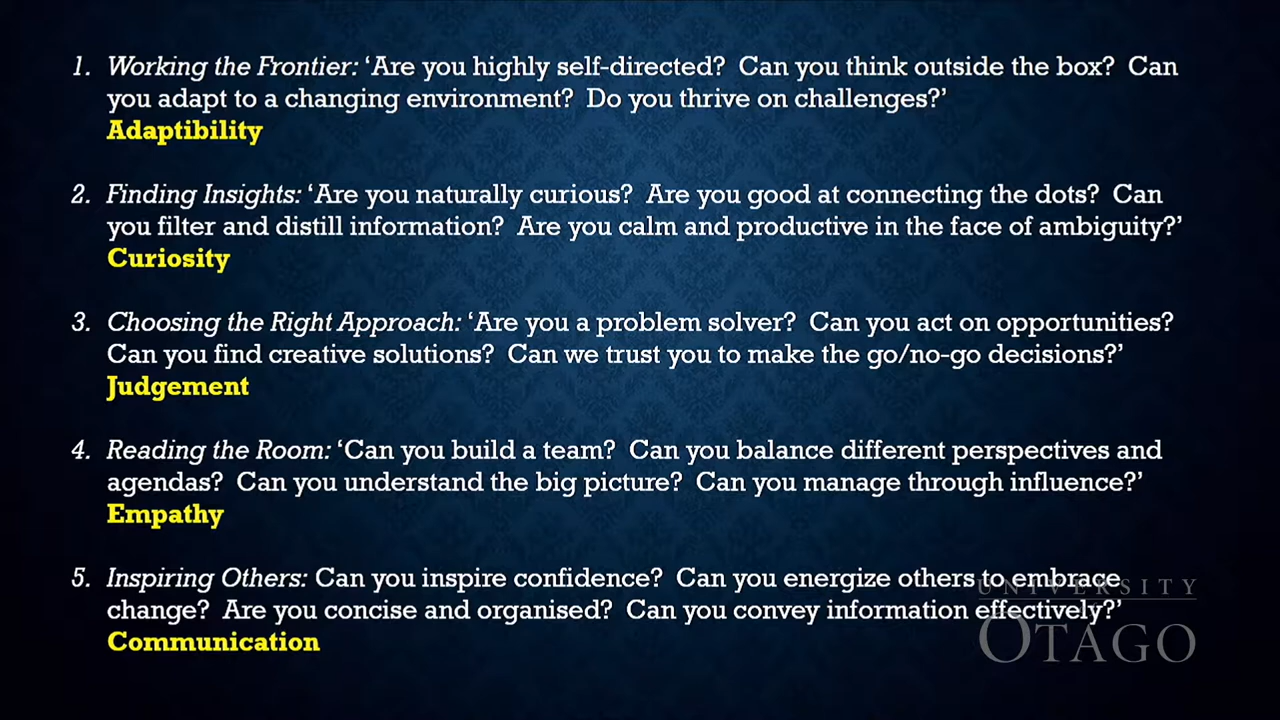 1. Working the Frontier: ‘Are you highly self-directed? Can you think outside the box? Can
you adapt to a changing environment? Do you thrive on challenges?’
Adaptibility
2. Finding Insights: ‘Are you naturally curious? Are you good at connecting the dots? Can
you filter and distill information? Are you calm and productive in the face of ambiguity?’
Curiosity
3. Choosing the Right Approach: ‘Are you a problem solver? Can you act on opportunities?
Can you find creative solutions? Can we trust you to make the go/no-go decisions?’
Judgement
4. Reading the Room: ‘Can you build a team? Can you balance different perspectives and
agendas? Can you understand the big picture? Can you manage through influence?’
Empathy
5. Inspiring Others: Can you inspire confidence? Can you energize others to embrace
change? Are you concise and organised? Can you convey information effectively?’
Communication
UNIVERSITY
OTAGO